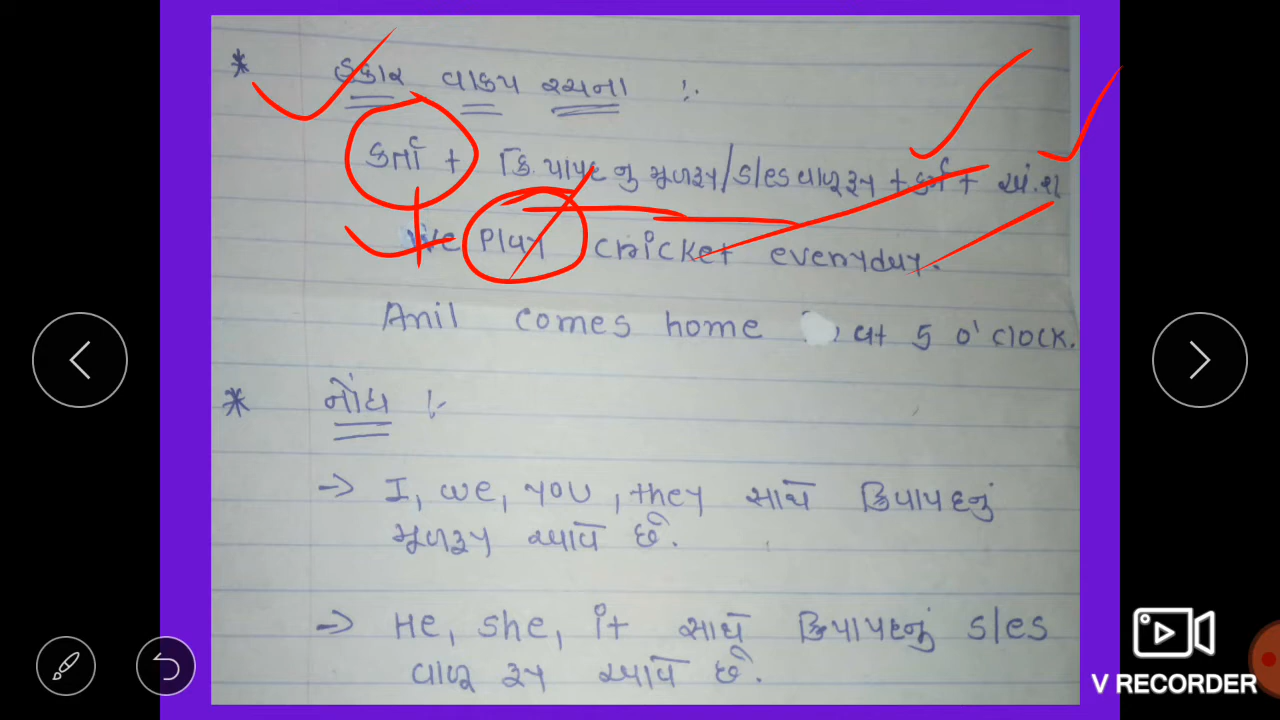 * હકાર વાક્ય રચના :-
કર્તા + ક્રિયાપદનુ મૂળરૂપ/s/es વાળુ રૂપ + કર્મ + અ.શ
We play cricket everyday.
Anil comes home at 5 o'clock.
* નોંધ :-
→ I, we, you, they સાથે ક્રિયાપદનું
મૂળરૂપ આવે છે.
→ He, she, it સાથે ક્રિયાપદનું s/es
વાળુ રૂપ આવે છે.
V RECORDER